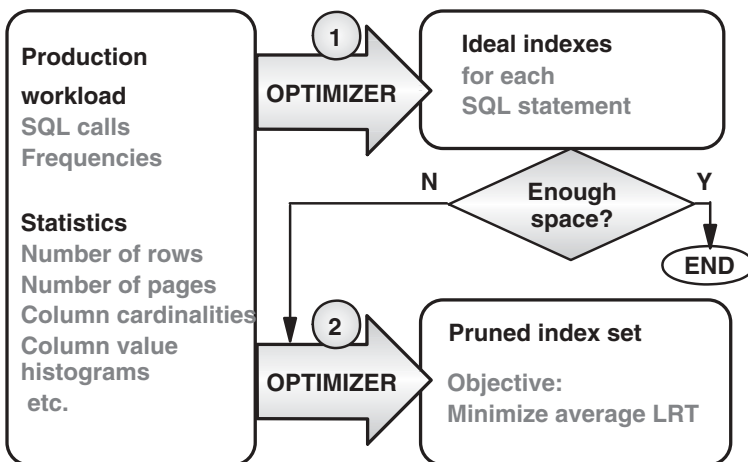 Production
workload
SQL calls
Frequencies
Statistics
Number of rows
Number of pages
Column cardinalities
Column value
histograms
etc.
1
OPTIMIZER
Ideal indexes
for each
SQL statement
N
Enough
space?
Y
END
2
OPTIMIZER
Pruned index set
Objective:
Minimize average LRT